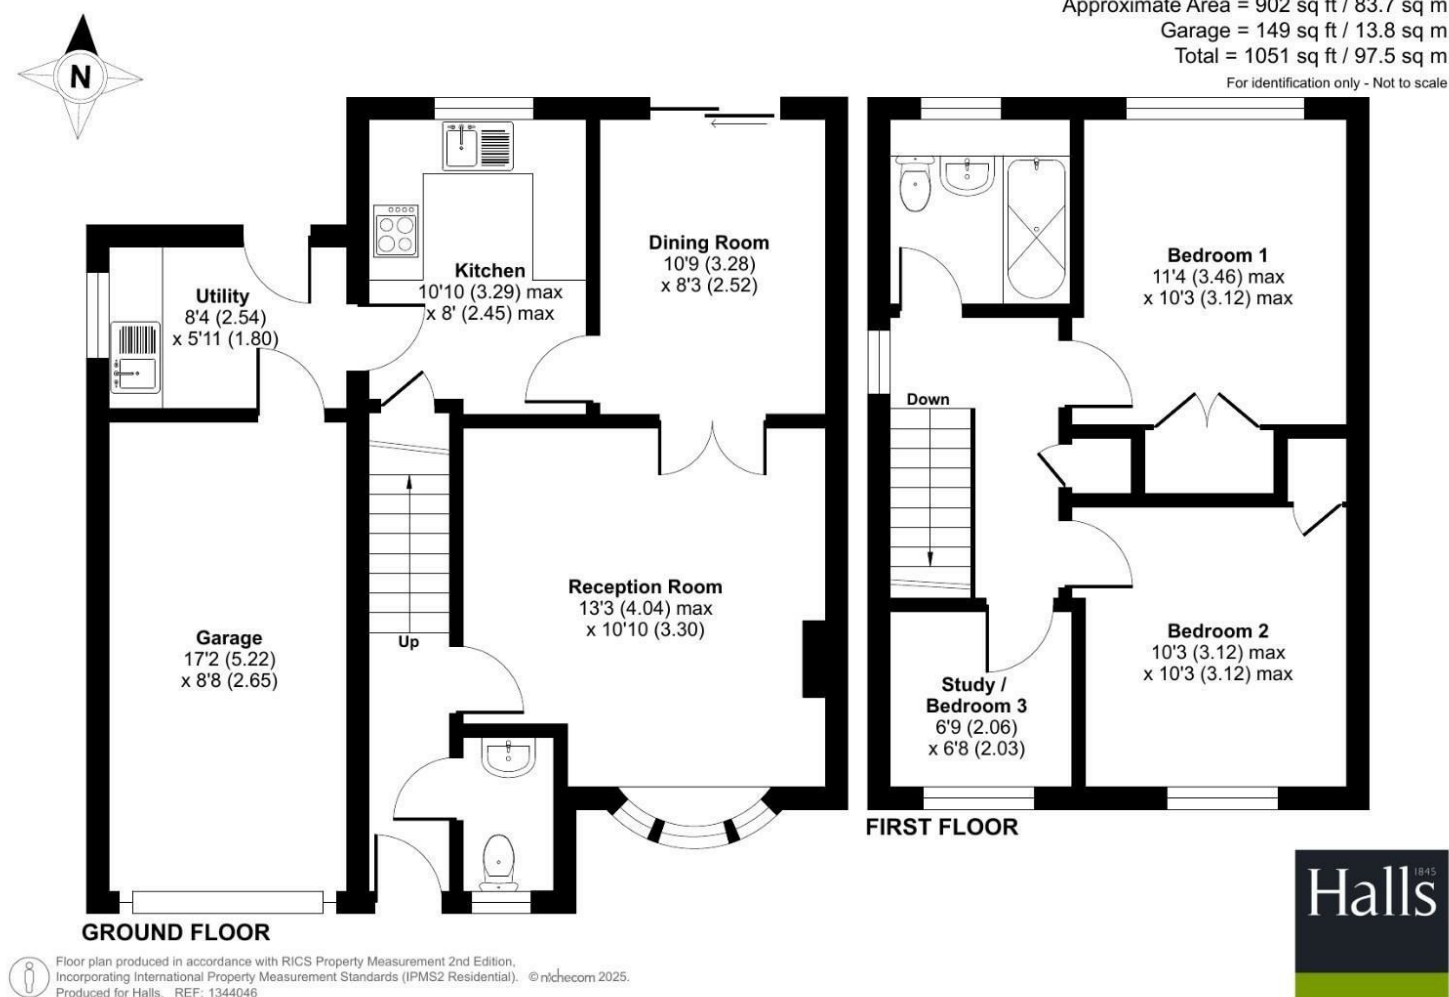 Approximate Area = 902 sq ft / 83.7 sq m
Garage = 149 sq ft / 13.8 sq m
Total = 1051 sq ft / 97.5 sq m
For identification only - Not to scale
N
Utility
8'4 (2.54)
x 5'11 (1.80)
Kitchen
10'10 (3.29) max
x 8' (2.45) max
Dining Room
10'9 (3.28)
x 8'3 (2.52)
Reception Room
13'3 (4.04) max
x 10'10 (3.30)
Garage
17'2 (5.22)
x 8'8 (2.65)
Up
GROUND FLOOR
Bedroom 1
11'4 (3.46) max
x 10'3 (3.12) max
Down
Bedroom 2
10'3 (3.12) max
x 10'3 (3.12) max
Study /
Bedroom 3
6'9 (2.06)
x 6'8 (2.03)
FIRST FLOOR
Halls
1845
Floor plan produced in accordance with RICS Property Measurement 2nd Edition,
Incorporating International Property Measurement Standards (IPMS2 Residential). © nichecom 2025.
Produced for Halls. REF: 1344046